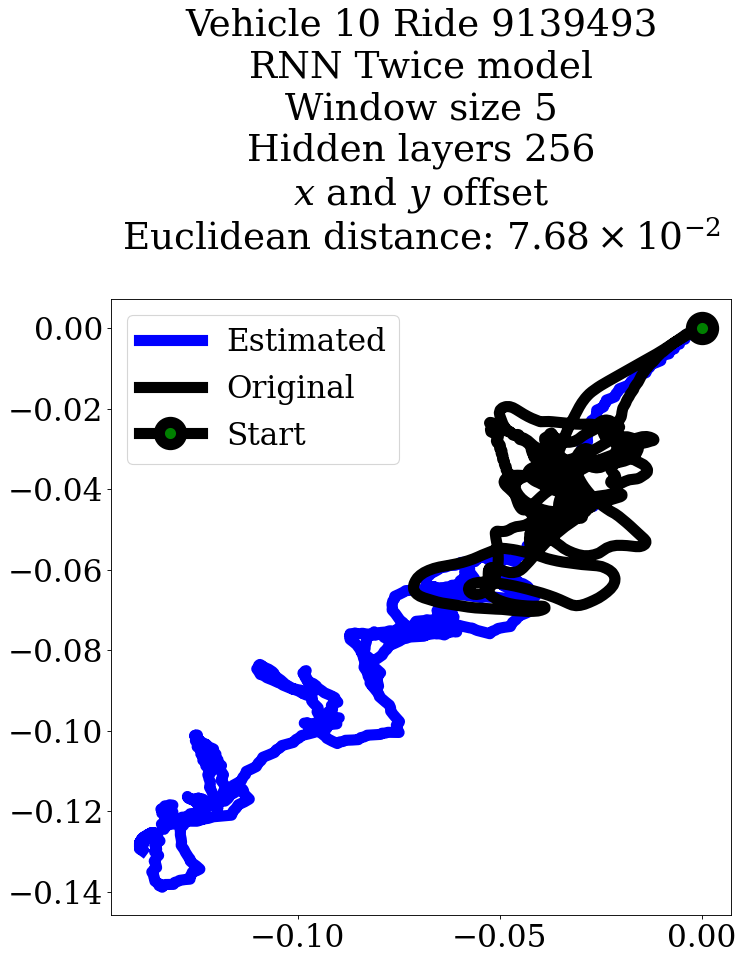 Vehicle 10 Ride 9139493
RNN Twice model
Window size 5
Hidden layers 256
x and y offset
Euclidean distance: 7.68 × 10⁻²
Estimated
Original
Start
0.00
−0.02
−0.04
−0.06
−0.08
−0.10
−0.12
−0.14
−0.10 −0.05 0.00